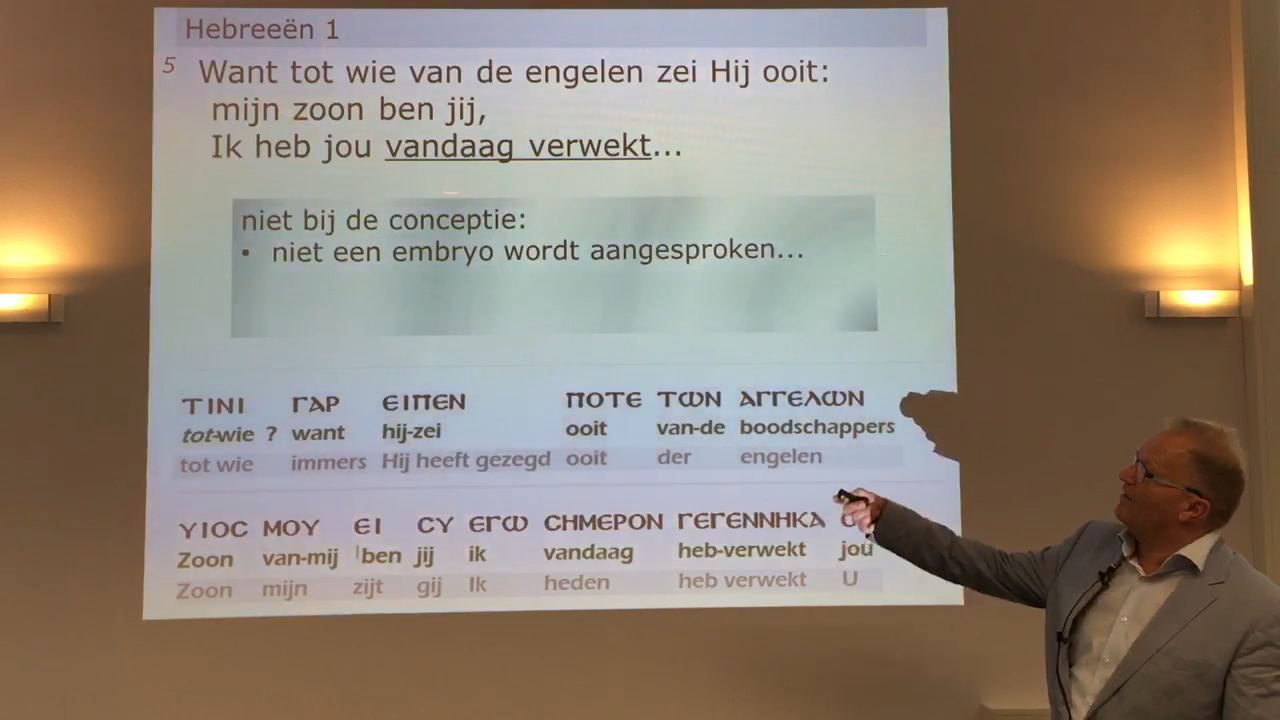 Hebreeën 1
5 Want tot wie van de engelen zei Hij ooit:
mijn zoon ben jij,
Ik heb jou vandaag verwekt...
niet bij de conceptie:
• niet een embryo wordt aangesproken...
ΤΙΝΙ ΓΑΡ ΕΙΠΕΝ ΠΟΤΕ ΤΩΝ ΑΓΓΕΛΩΝ
tot-wie ? want hij-zei ooit van-de boodschappers
tot wie immers Hij heeft gezegd ooit der engelen
ΥΙΟϹ ΜΟΥ ΕΙ ϹΥ ΕΓΩ ϹΗΜΕΡΟΝ ΓΕΓΕΝΝΗΚΑ
Zoon van-mij ben jij ik vandaag heb-verwekt jou
Zoon mijn zijt gij Ik heden heb verwekt U